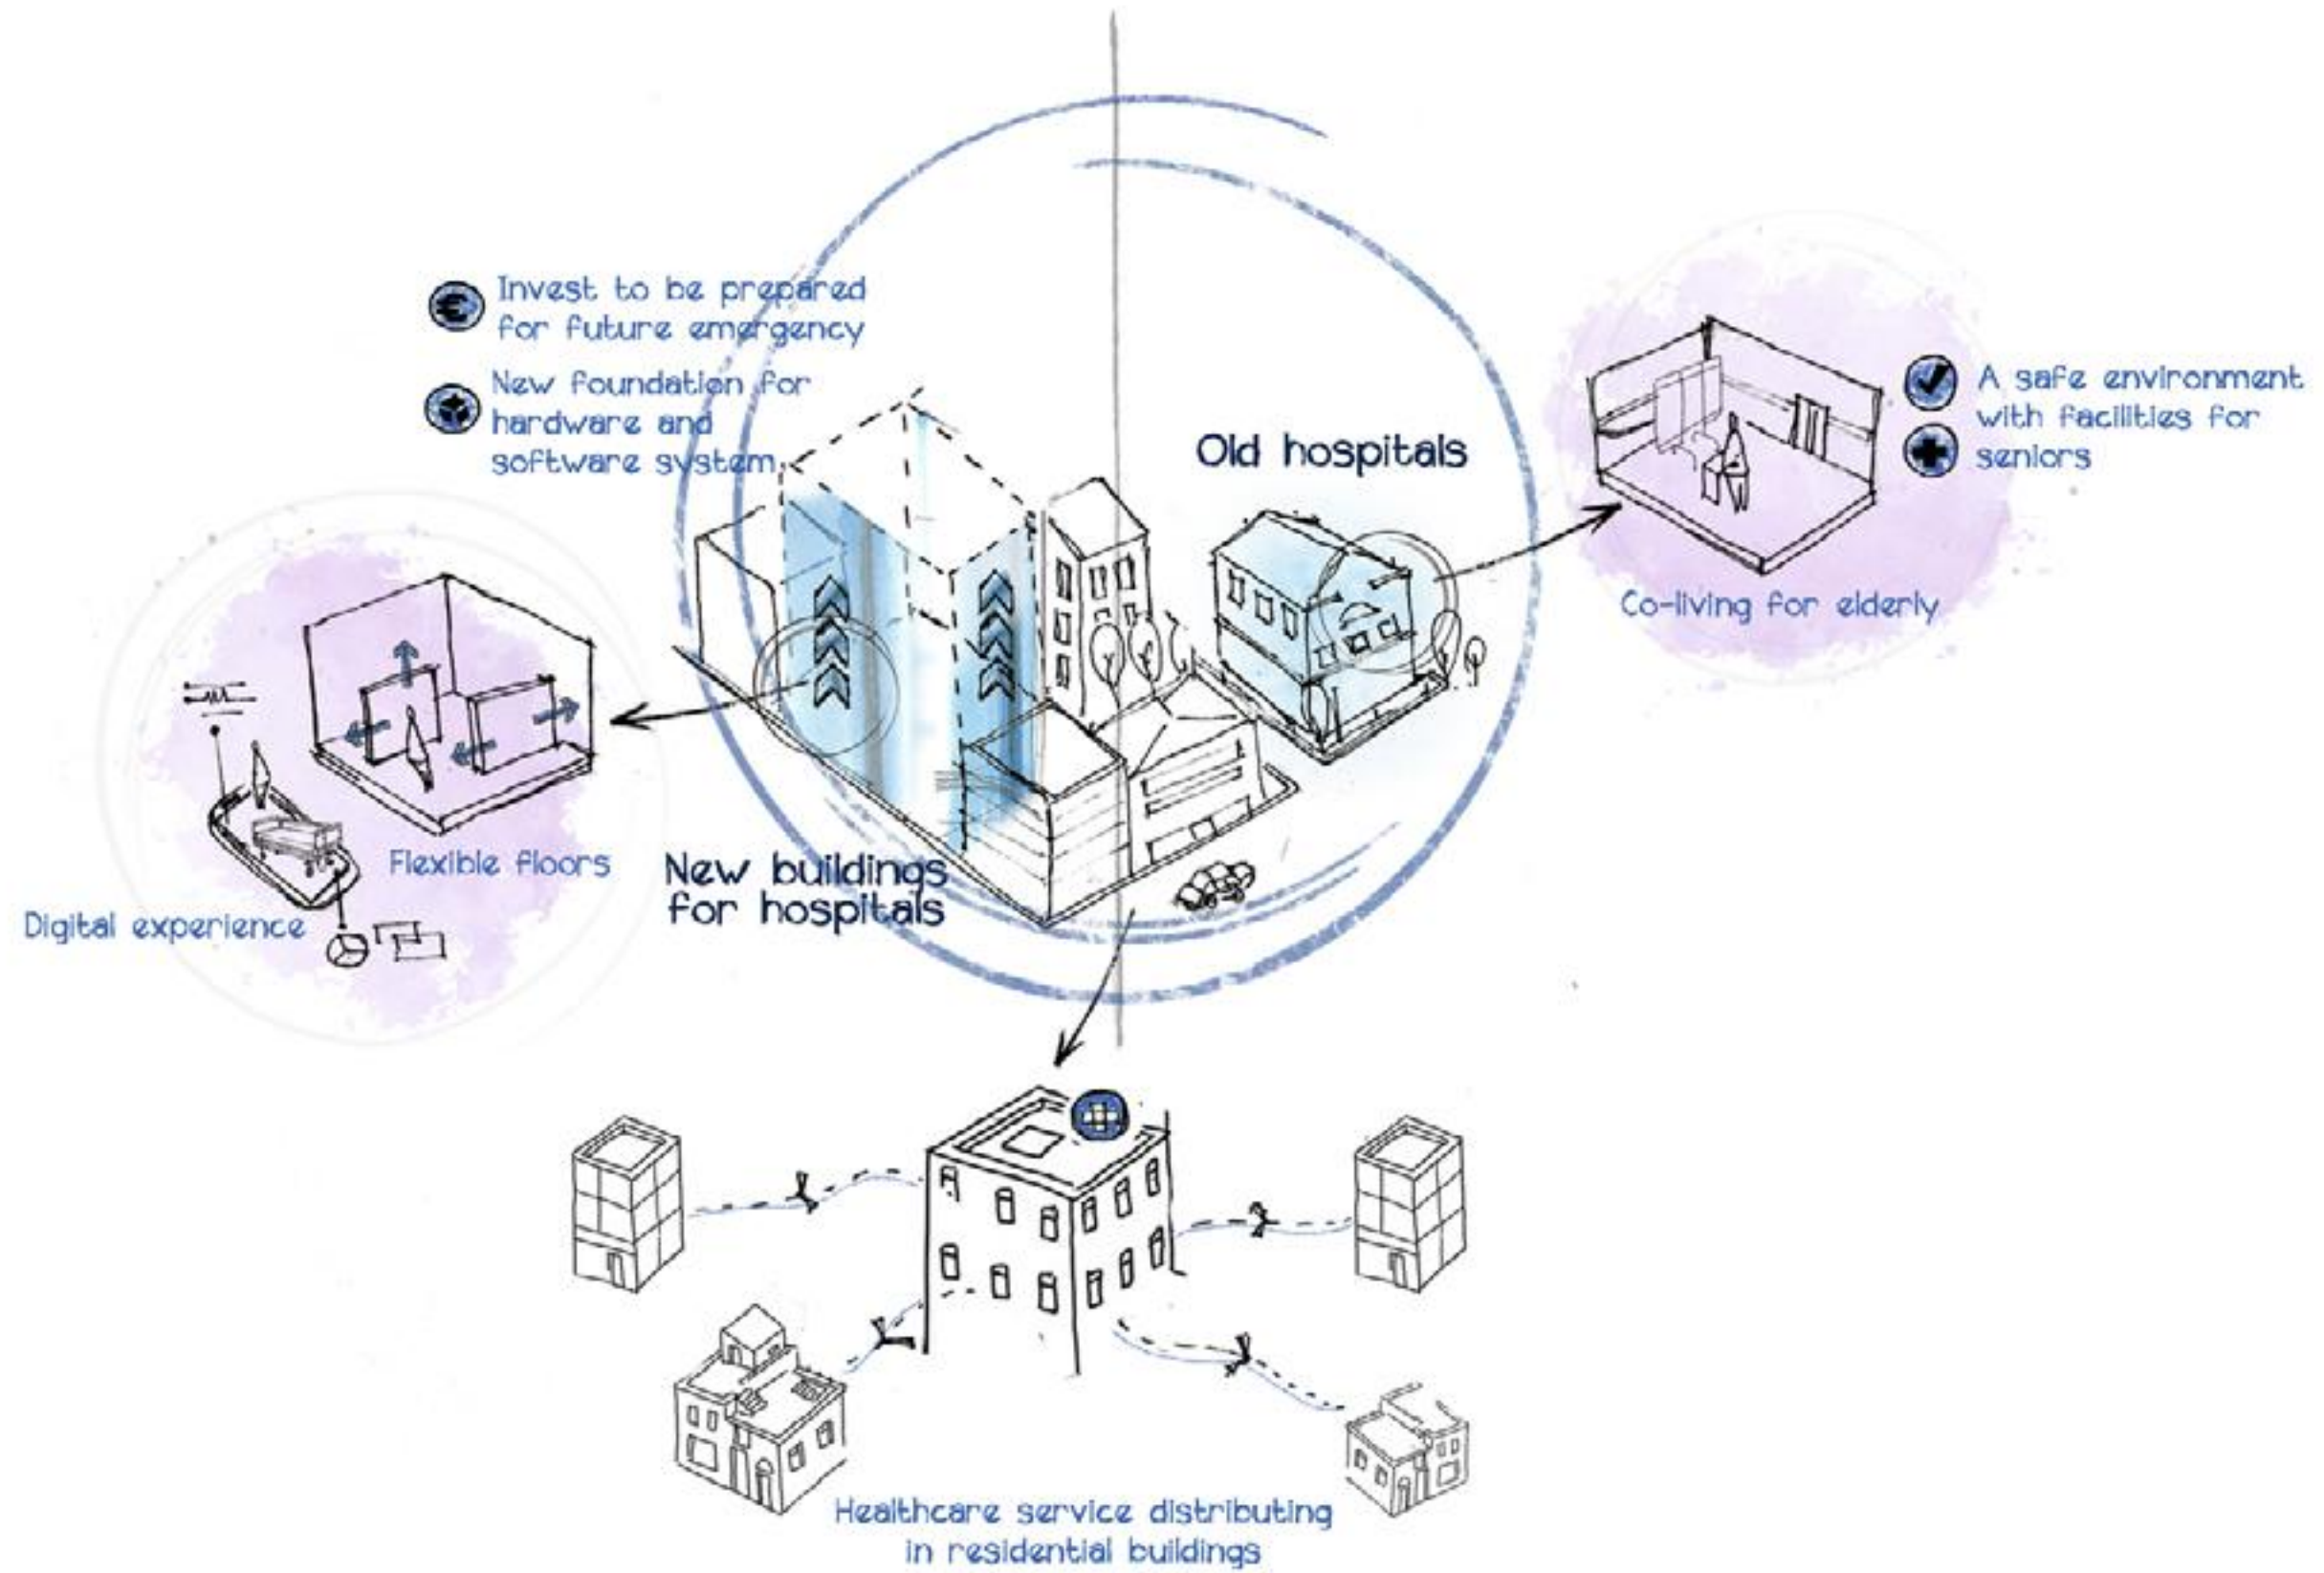 Invest to be prepared
for future emergency
New foundation for
hardware and
software system
Old hospitals
A safe environment
with facilities for
seniors
Co-living for elderly
Flexible floors
Digital experience
New buildings
for hospitals
Healthcare service distributing
in residential buildings